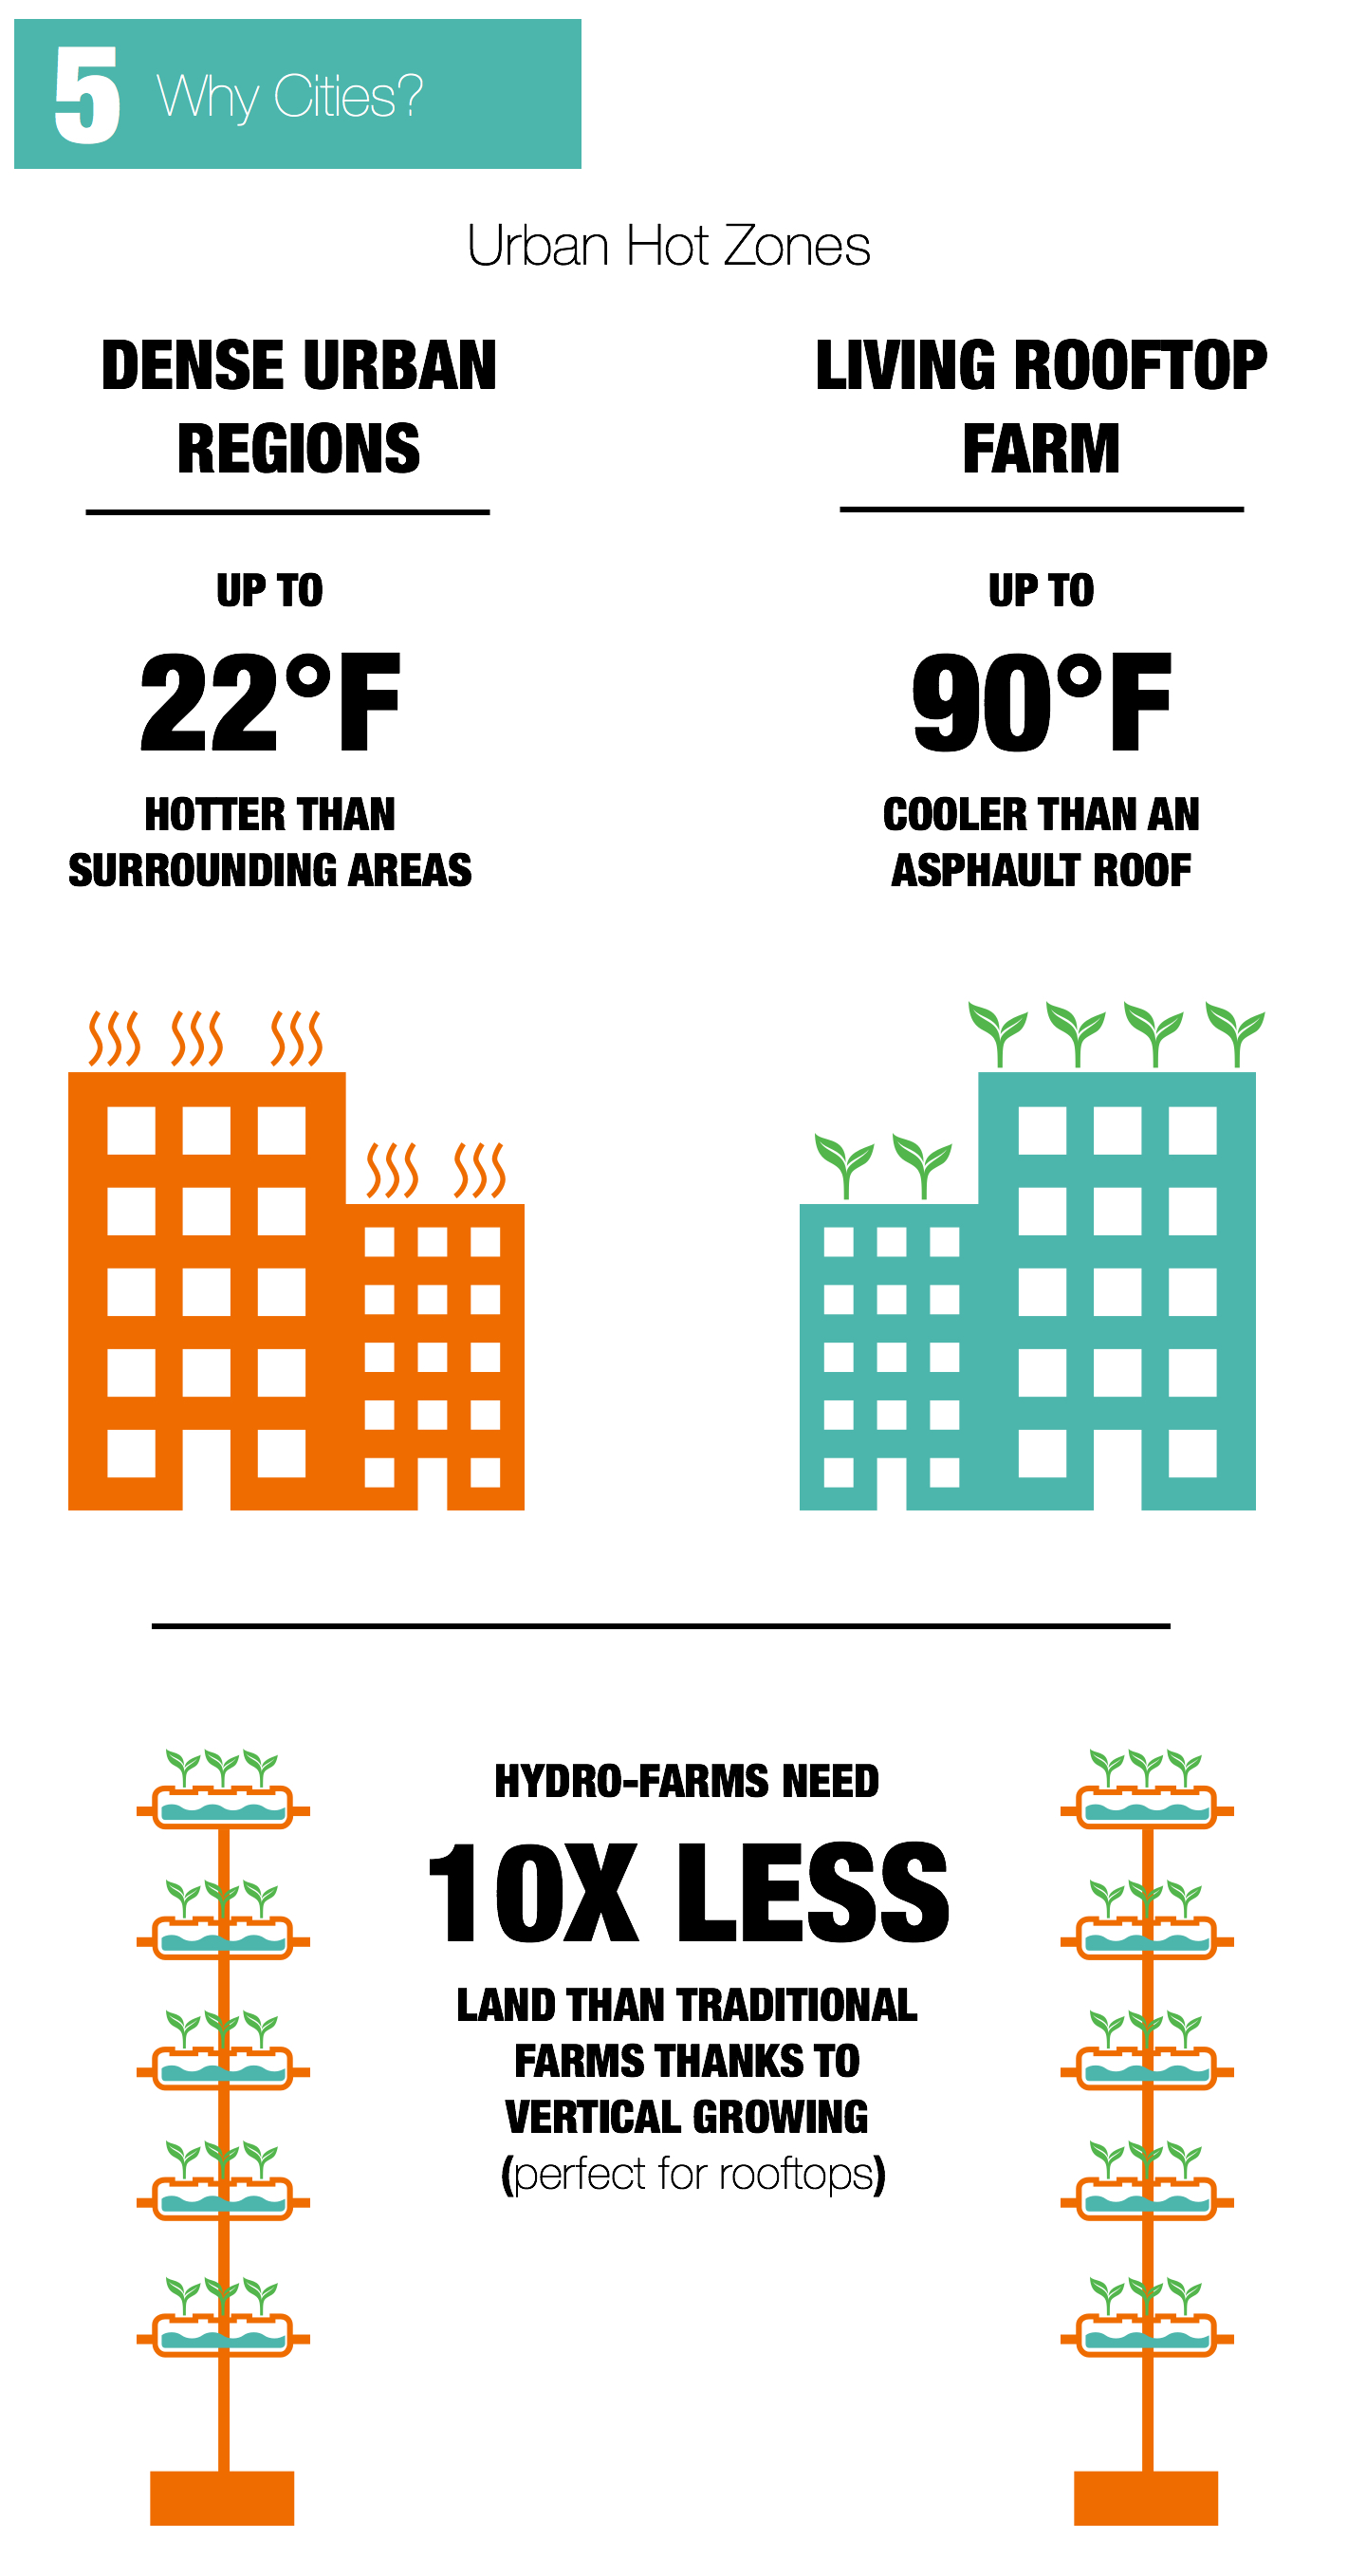 5 Why Cities?
Urban Hot Zones
DENSE URBAN
REGIONS
UP TO
22°F
HOTTER THAN
SURROUNDING AREAS
LIVING ROOFTOP
FARM
UP TO
90°F
COOLER THAN AN
ASPHAULT ROOF
HYDRO-FARMS NEED
10X LESS
LAND THAN TRADITIONAL
FARMS THANKS TO
VERTICAL GROWING
(perfect for rooftops)